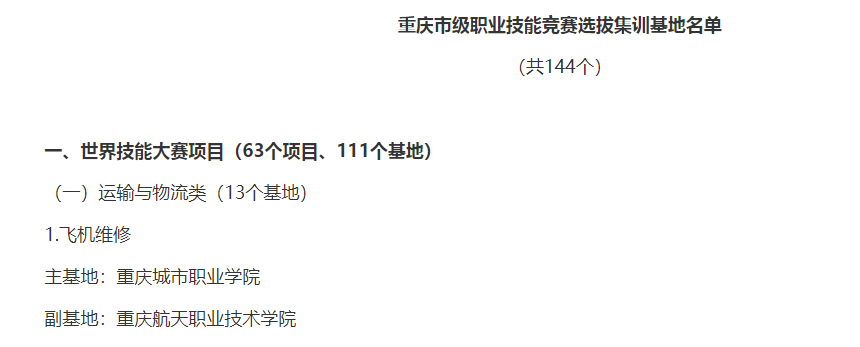 重庆市级职业技能竞赛选拔集训基地名单
（共144个）
一、世界技能大赛项目（63个项目、111个基地）
（一）运输与物流类（13个基地）
1.飞机维修
主基地：重庆城市职业学院
副基地：重庆航天职业技术学院